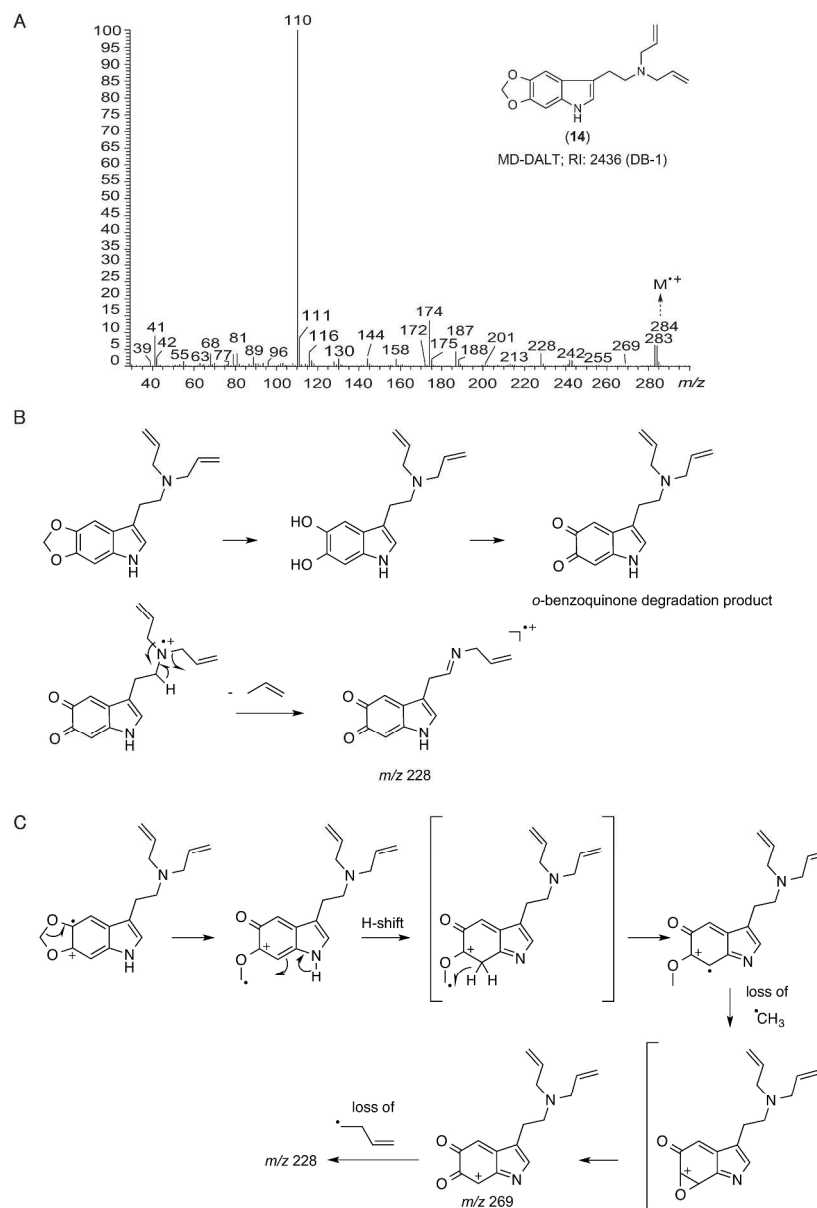 A
100
95
90
85
80
75
70
65
60
55
50
45
40
35
30
25
20
15
10
5
0
110
39
41
42
55
63
68
77
81
89
96
111
116
130
144
158
172
174
175
187
188
201
213
228
242
255
269
283
284
M•+
40 60 80 100 120 140 160 180 200 220 240 260 280 m/z
O
O
N
H
N
(14)
MD-DALT; RI: 2436 (DB-1)
B
N
O
O
N
H
N
HO
HO
N
H
N
O
O
N
H
o-benzoquinone degradation product
N•+
H
O
O
N
H
-
N
•+
O
O
N
H
m/z 228
C
N
O
O
•
+
N
H
N
O
O
+
•
N
H
H-shift
N
O
O
+
•
H H
N
N
O
O
+
•
N
loss of
•CH3
N
O
+
O
N
N
O
O
+
N
m/z 269
loss of
•
m/z 228